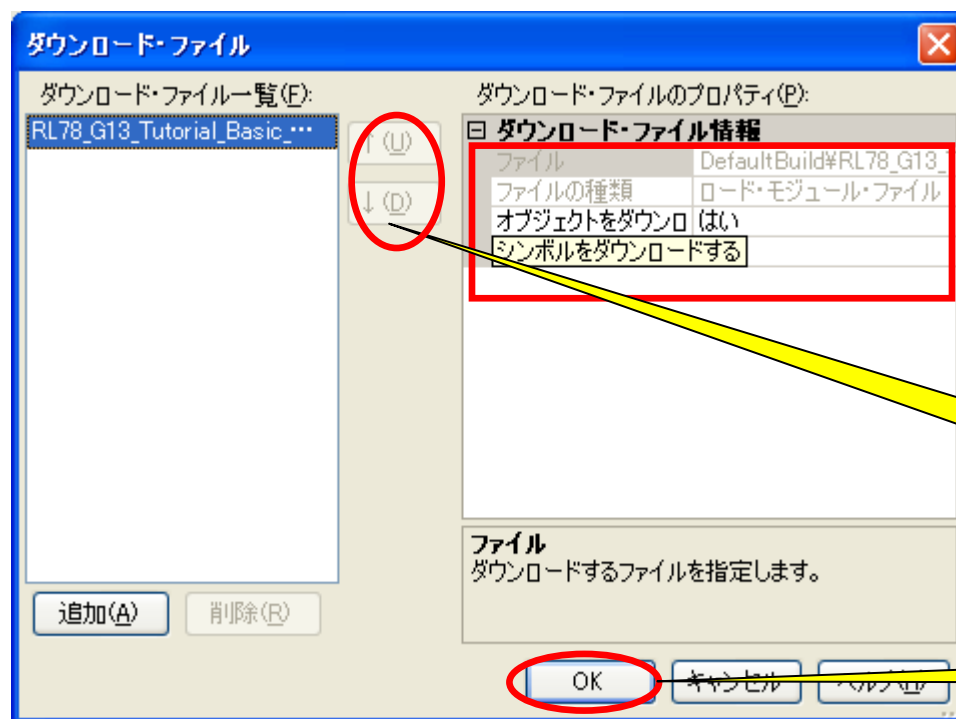 ダウンロード・ファイル
ダウンロード・ファイル一覧(F):
RL78_G13_Tutorial_Basic_…
↑(U)
↓(D)
追加(A)
削除(R)
ダウンロード・ファイルのプロパティ(P):
ダウンロード・ファイル情報
ファイル DefaultBuild¥RL78_G13_
ファイルの種類 ロード・モジュール・ファイル
オブジェクトをダウンロ はい
シンボルをダウンロードする
ファイル
ダウンロードするファイルを指定します。
OK
キャンセル
ヘルプ(H)